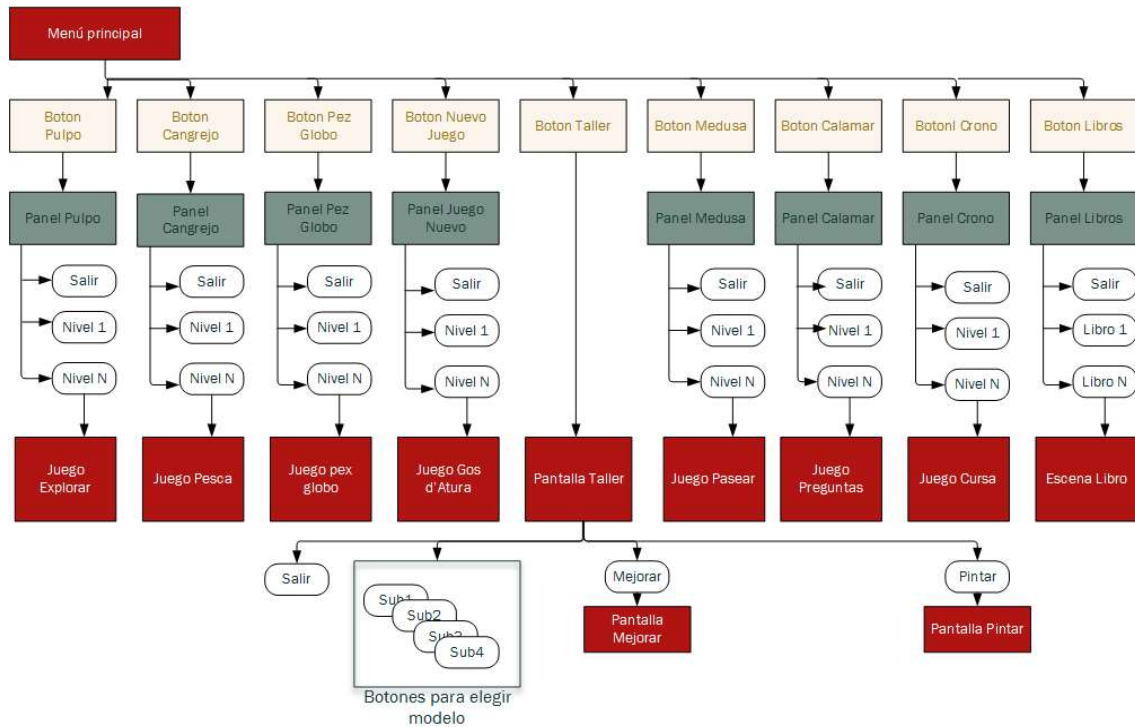 Menú principal
Boton
Pulpo
Boton
Cangrejo
Boton Pez
Globo
Boton Nuevo
Juego
Boton Taller
Boton Medusa
Boton Calamar
Botonl Crono
Boton Libros
Panel Pulpo
Panel
Cangrejo
Panel Pez
Globo
Panel Juego
Nuevo
Panel Medusa
Panel Calamar
Panel Crono
Panel Libros
Salir
Salir
Salir
Salir
Salir
Salir
Salir
Salir
Nivel 1
Nivel 1
Nivel 1
Nivel 1
Nivel 1
Nivel 1
Nivel 1
Libro 1
Nivel N
Nivel N
Nivel N
Nivel N
Nivel N
Nivel N
Nivel N
Libro N
Juego
Explorar
Juego Pesca
Juego pex
globo
Juego Gos
d'Atura
Pantalla Taller
Juego Pasear
Juego
Preguntas
Juego Cursa
Escena Libro
Salir
Sub1
Sub2
Sub3
Sub4
Botones para elegir
modelo
Mejorar
Pantalla
Mejorar
Pintar
Pantalla Pintar